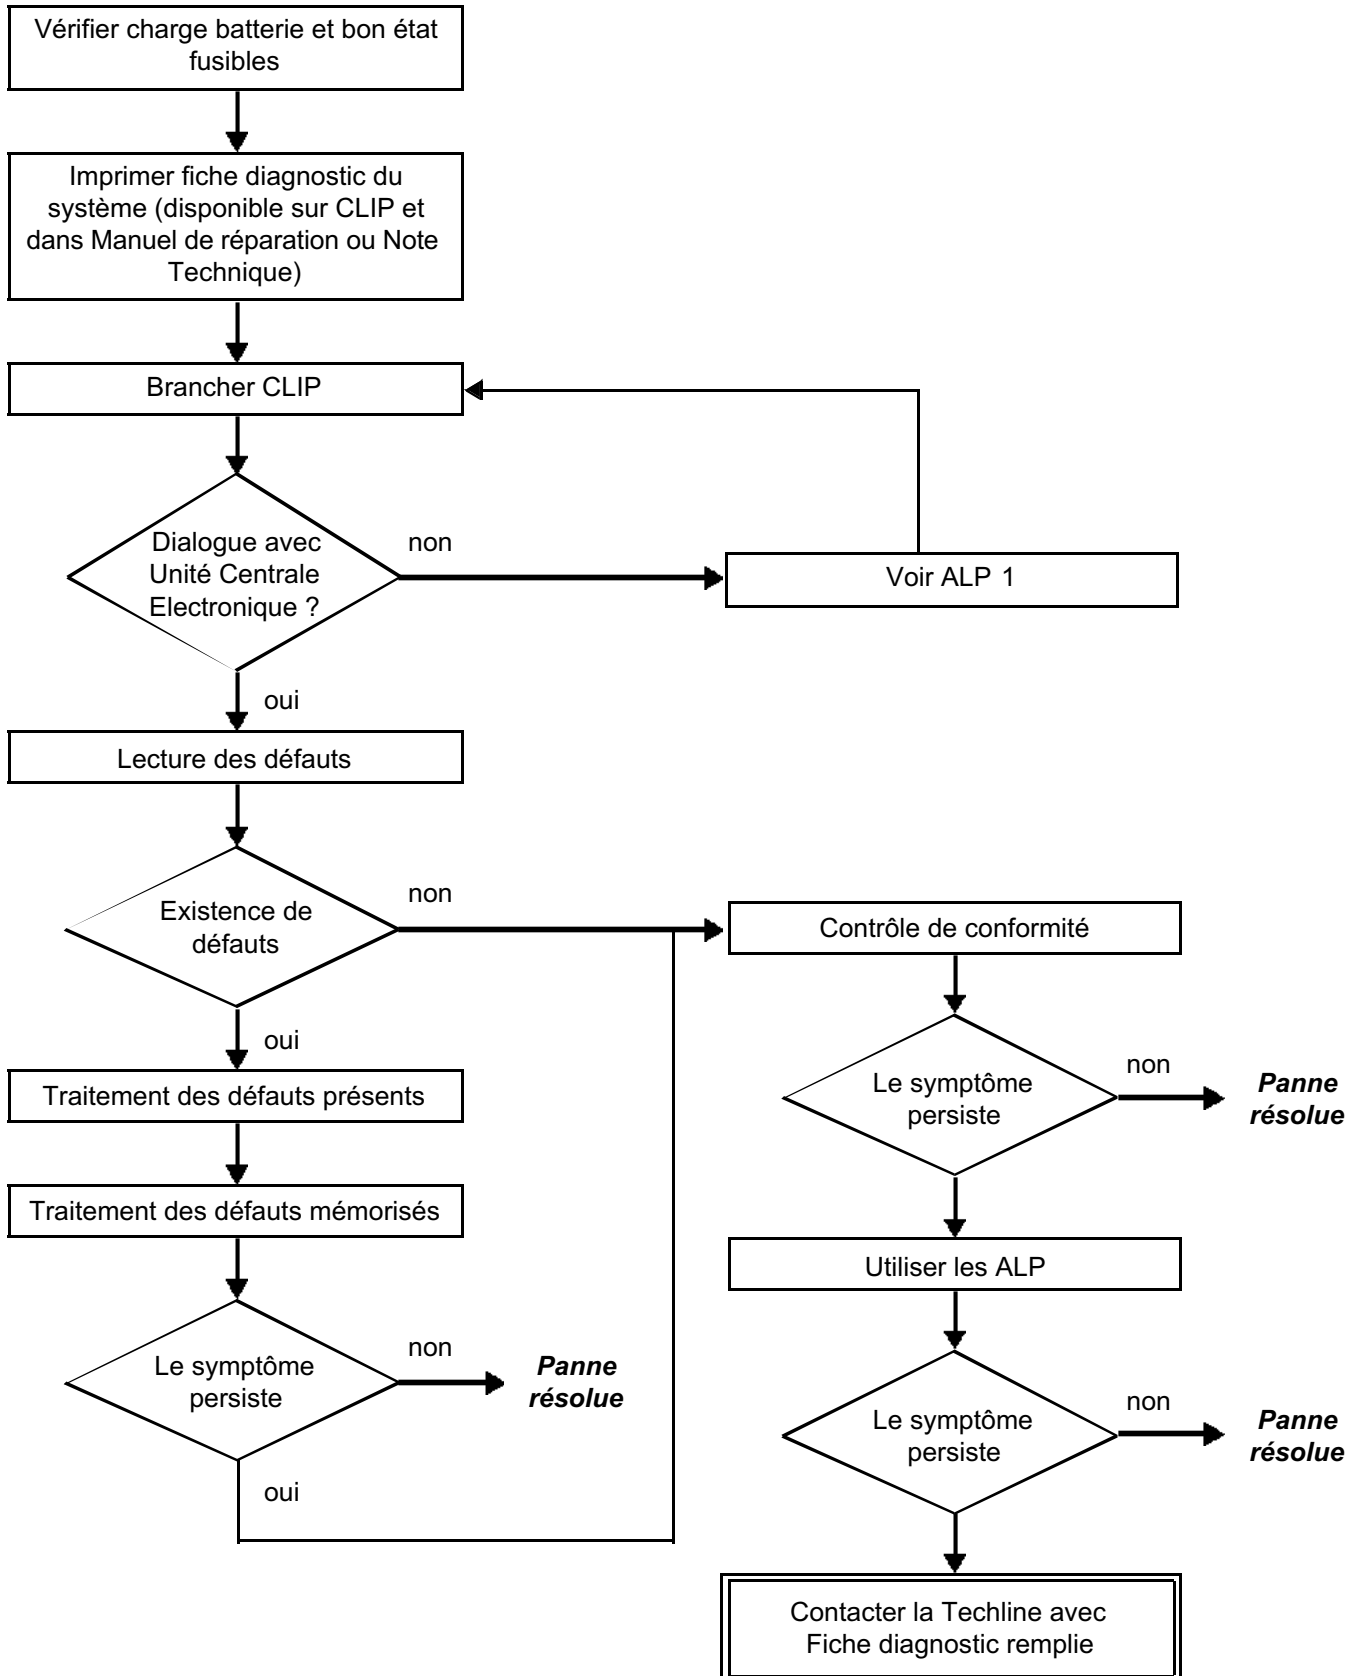 Vérifier charge batterie et bon état
fusibles
Imprimer fiche diagnostic du
système (disponible sur CLIP et
dans Manuel de réparation ou Note
Technique)
Brancher CLIP
Dialogue avec
Unité Centrale
Electronique ?
non
Voir ALP 1
oui
Lecture des défauts
Existence de
défauts
non
Contrôle de conformité
oui
Traitement des défauts présents
Le symptôme
persiste
non
Panne
résolue
Traitement des défauts mémorisés
Utiliser les ALP
Le symptôme
persiste
non
Panne
résolue
oui
Le symptôme
persiste
non
Panne
résolue
Contacter la Techline avec
Fiche diagnostic remplie